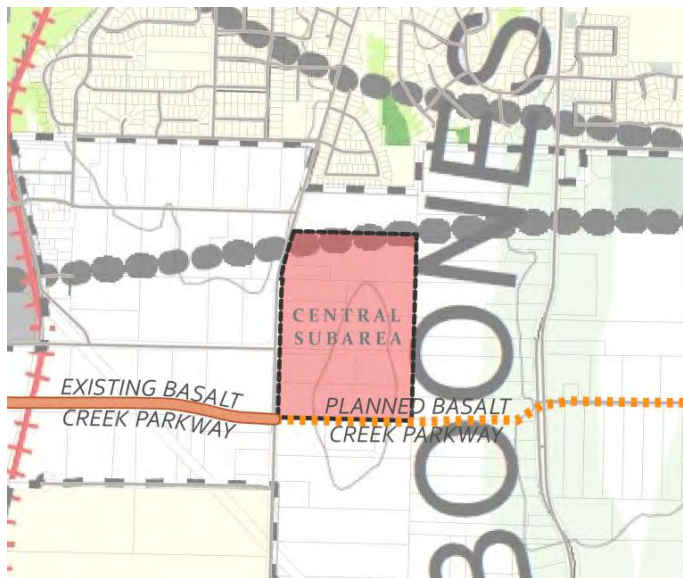 BOONES
CENTRAL
SUBAREA
EXISTING BASALT
CREEK PARKWAY
PLANNED BASALT
CREEK PARKWAY